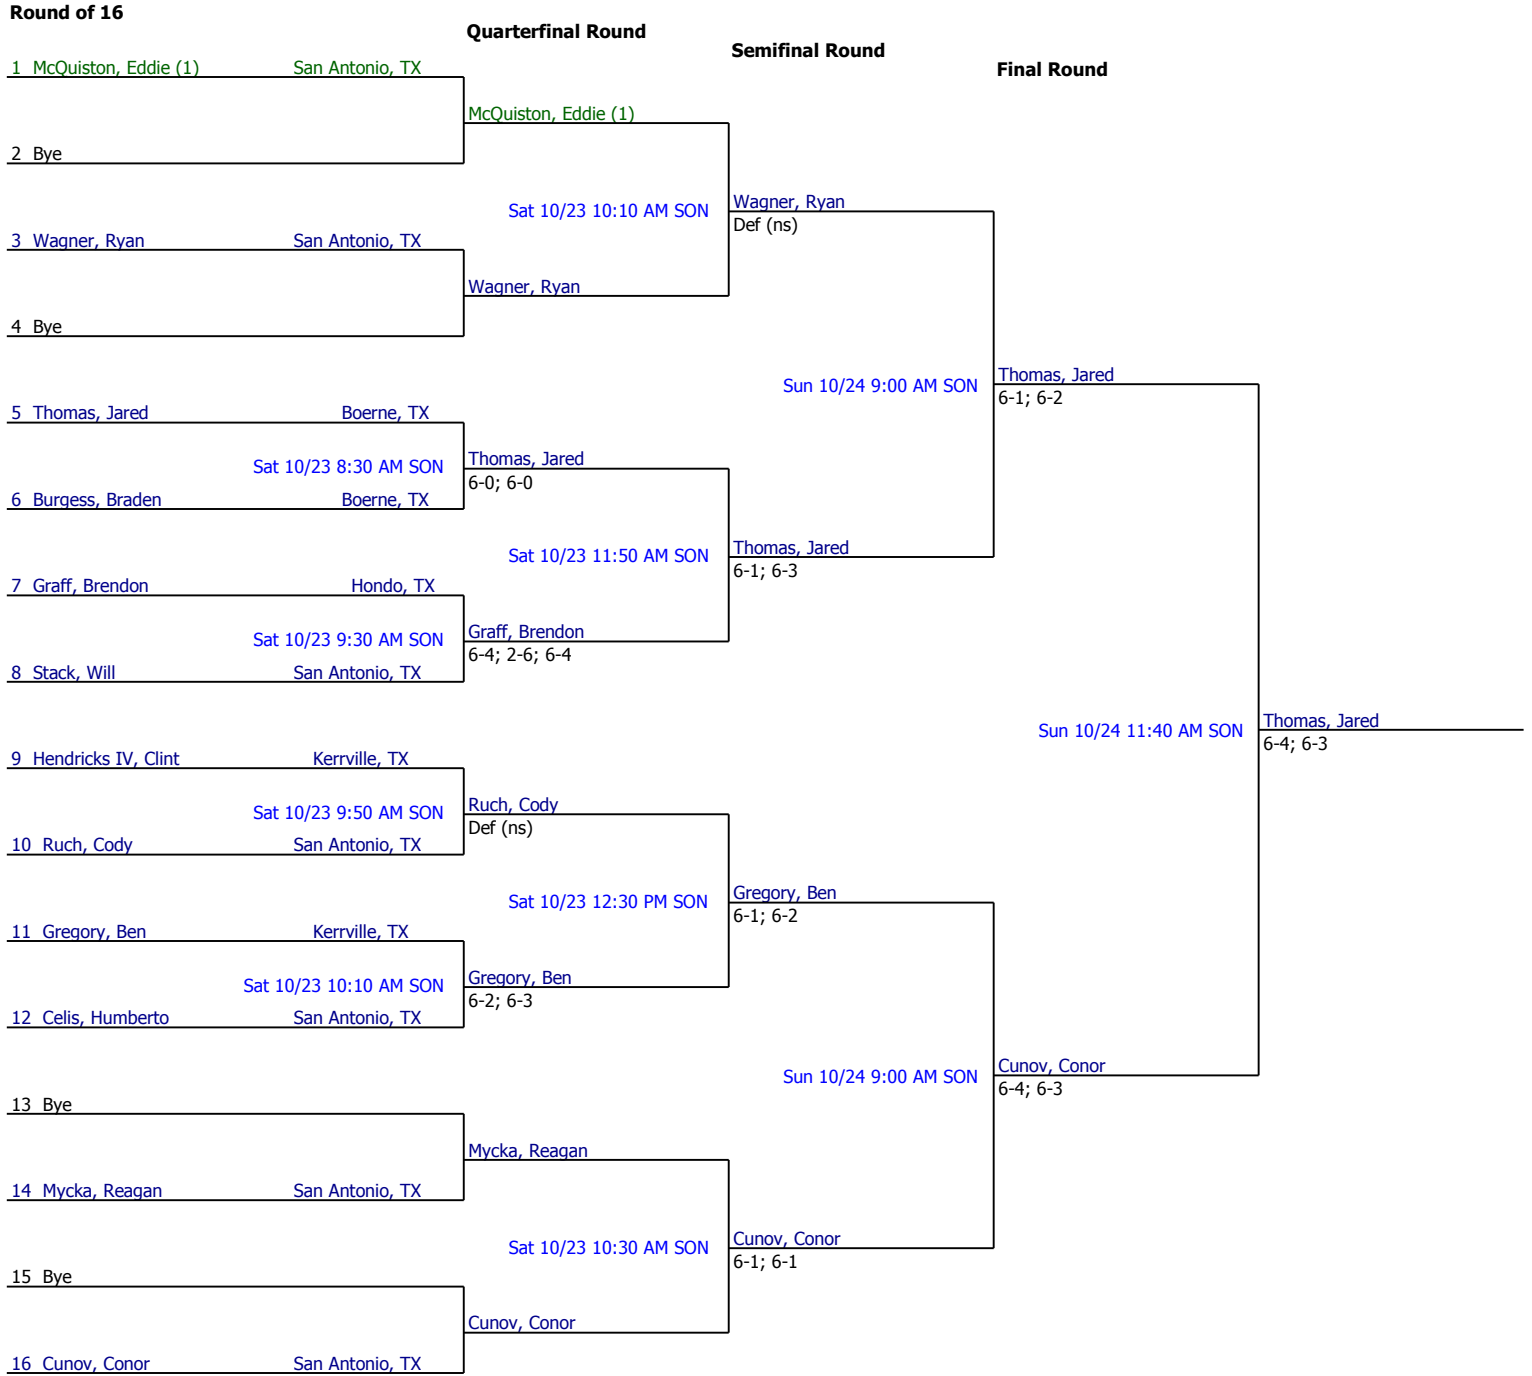 Round of 16
Quarterfinal Round
Semifinal Round
Final Round
1 McQuiston, Eddie (1) San Antonio, TX
McQuiston, Eddie (1)
2 Bye
Sat 10/23 10:10 AM SON
Wagner, Ryan
Def (ns)
3 Wagner, Ryan San Antonio, TX
Wagner, Ryan
4 Bye
Sun 10/24 9:00 AM SON
Thomas, Jared
6-1; 6-2
5 Thomas, Jared Boerne, TX
Sat 10/23 8:30 AM SON
Thomas, Jared
6-0; 6-0
6 Burgess, Braden Boerne, TX
Sat 10/23 11:50 AM SON
Thomas, Jared
6-1; 6-3
7 Graff, Brendon Hondo, TX
Sat 10/23 9:30 AM SON
Graff, Brendon
6-4; 2-6; 6-4
8 Stack, Will San Antonio, TX
Sun 10/24 11:40 AM SON
Thomas, Jared
6-4; 6-3
9 Hendricks IV, Clint Kerrville, TX
Sat 10/23 9:50 AM SON
Ruch, Cody
Def (ns)
10 Ruch, Cody San Antonio, TX
Sat 10/23 12:30 PM SON
Gregory, Ben
6-1; 6-2
11 Gregory, Ben Kerrville, TX
Sat 10/23 10:10 AM SON
Gregory, Ben
6-2; 6-3
12 Celis, Humberto San Antonio, TX
Sun 10/24 9:00 AM SON
Cunov, Conor
6-4; 6-3
13 Bye
Mycka, Reagan
14 Mycka, Reagan San Antonio, TX
Sat 10/23 10:30 AM SON
Cunov, Conor
6-1; 6-1
15 Bye
Cunov, Conor
16 Cunov, Conor San Antonio, TX